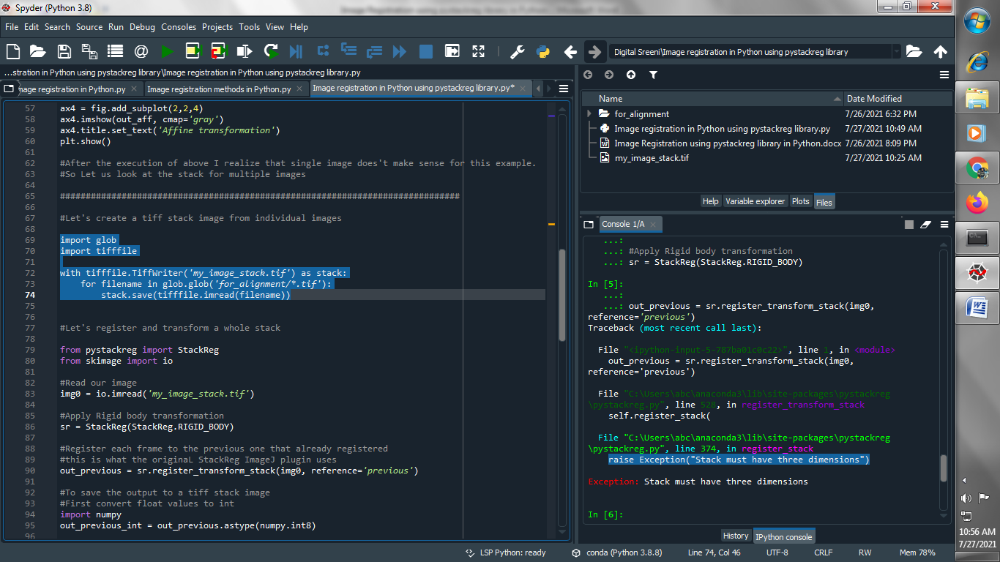 Spyder (Python 3.8)
File Edit Search Source Run Debug Consoles Projects Tools View Help
Digital Sreeni\Image registration in Python using pystackreg library
...stration in Python using pystackreg library\Image registration in Python using pystackreg library.py
mage registration in Python.py
Image registration methods in Python.py
Image registration in Python using pystackreg library.py*
57 ax4 = fig.add_subplot(2,2,4)
58 ax4.imshow(out_aff, cmap='gray')
59 ax4.title.set_text('Affine transformation')
60 plt.show()
61
62 #After the execution of above I realize that single image does't make sense for this example.
63 #So Let us look at the stack for multiple images
64
65 ##############################################################################
66
67 #Let's create a tiff stack image from individual images
68
69 import glob
70 import tifffile
71
72 with tifffile.TiffWriter('my_image_stack.tif') as stack:
73     for filename in glob.glob('for_alignment/*.tif'):
74         stack.save(tifffile.imread(filename))
75
76
77 #Let's register and transform a whole stack
78
79 from pystackreg import StackReg
80 from skimage import io
81
82 #Read our image
83 img0 = io.imread('my_image_stack.tif')
84
85 #Apply Rigid body transformation
86 sr = StackReg(StackReg.RIGID_BODY)
87
88 #Register each frame to the previous one that already registered
89 #this is what the originaL StackReg ImageJ plugin uses
90 out_previous = sr.register_transform_stack(img0, reference='previous')
91
92 #To save the output to a tiff stack image
93 #First convert float values to int
94 import numpy
95 out_previous_int = out_previous.astype(numpy.int8)
96
Name Date Modified
for_alignment 7/26/2021 6:32 PM
Image registration in Python using pystackreg library.py 7/27/2021 10:49 AM
Image Registration using pystackreg library in Python.docx 7/26/2021 8:09 PM
my_image_stack.tif 7/27/2021 10:25 AM
Help Variable explorer Plots Files
Console 1/A
...:
...: #Apply Rigid body transformation
...: sr = StackReg(StackReg.RIGID_BODY)
In [5]:
...:
...: out_previous = sr.register_transform_stack(img0,
reference='previous')
Traceback (most recent call last):
File "<ipython-input-5-787ba01c0c22>", line 1, in <module>
out_previous = sr.register_transform_stack(img0,
reference='previous')
File "C:\Users\abc\anaconda3\lib\site-packages\pystackreg
\pystackreg.py", line 528, in register_transform_stack
self.register_stack(
File "C:\Users\abc\anaconda3\lib\site-packages\pystackreg
\pystackreg.py", line 374, in register_stack
raise Exception("Stack must have three dimensions")
Exception: Stack must have three dimensions
In [6]:
History IPython console
LSP Python: ready conda (Python 3.8.8) Line 74, Col 46 UTF-8 CRLF RW Mem 78%
10:56 AM
7/27/2021